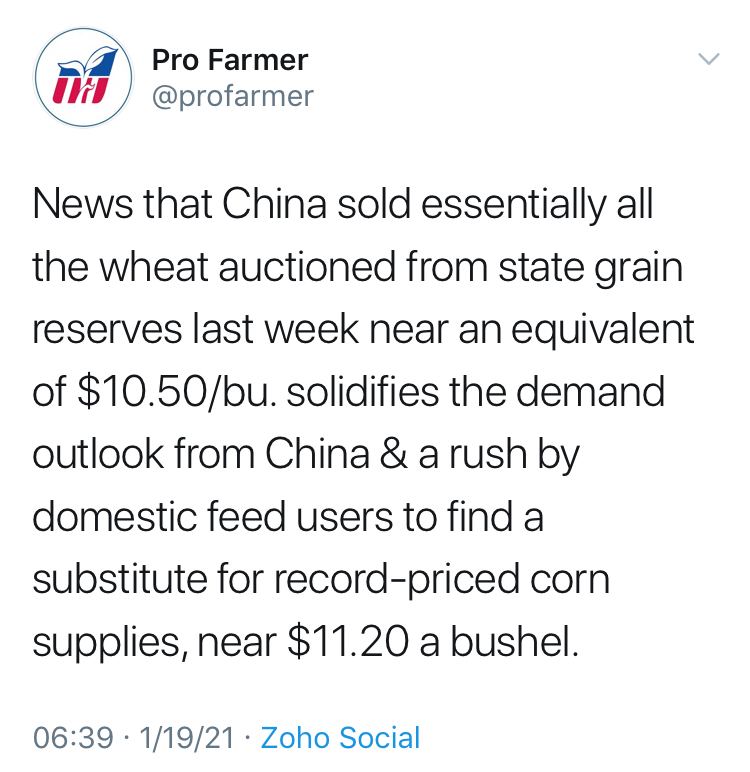 Pro Farmer
@profarmer
News that China sold essentially all
the wheat auctioned from state grain
reserves last week near an equivalent
of $10.50/bu. solidifies the demand
outlook from China & a rush by
domestic feed users to find a
substitute for record-priced corn
supplies, near $11.20 a bushel.
06:39 · 1/19/21 · Zoho Social